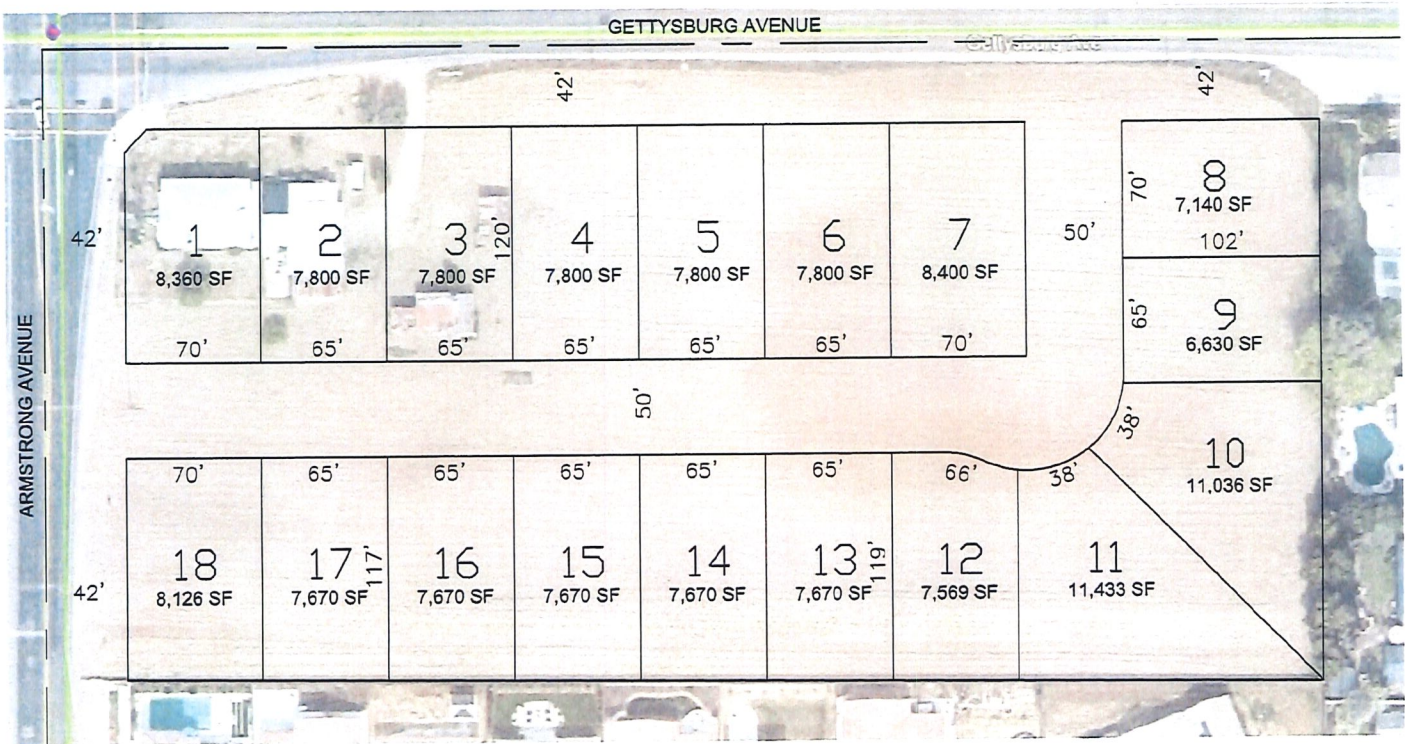 GETTYSBURG AVENUE
Gettysburg Ave
42'
42'
ARMSTRONG AVENUE
42'
42'
1
8,360 SF
70'
2
7,800 SF
65'
3
7,800 SF
120'
65'
4
7,800 SF
65'
5
7,800 SF
65'
6
7,800 SF
65'
7
8,400 SF
70'
50'
70'
8
7,140 SF
102'
65'
9
6,630 SF
50'
38'
10
11,036 SF
70'
18
8,126 SF
65'
17
117'
7,670 SF
65'
16
7,670 SF
65'
15
7,670 SF
65'
14
7,670 SF
65'
13
119'
7,670 SF
66'
12
7,569 SF
38'
11
11,433 SF